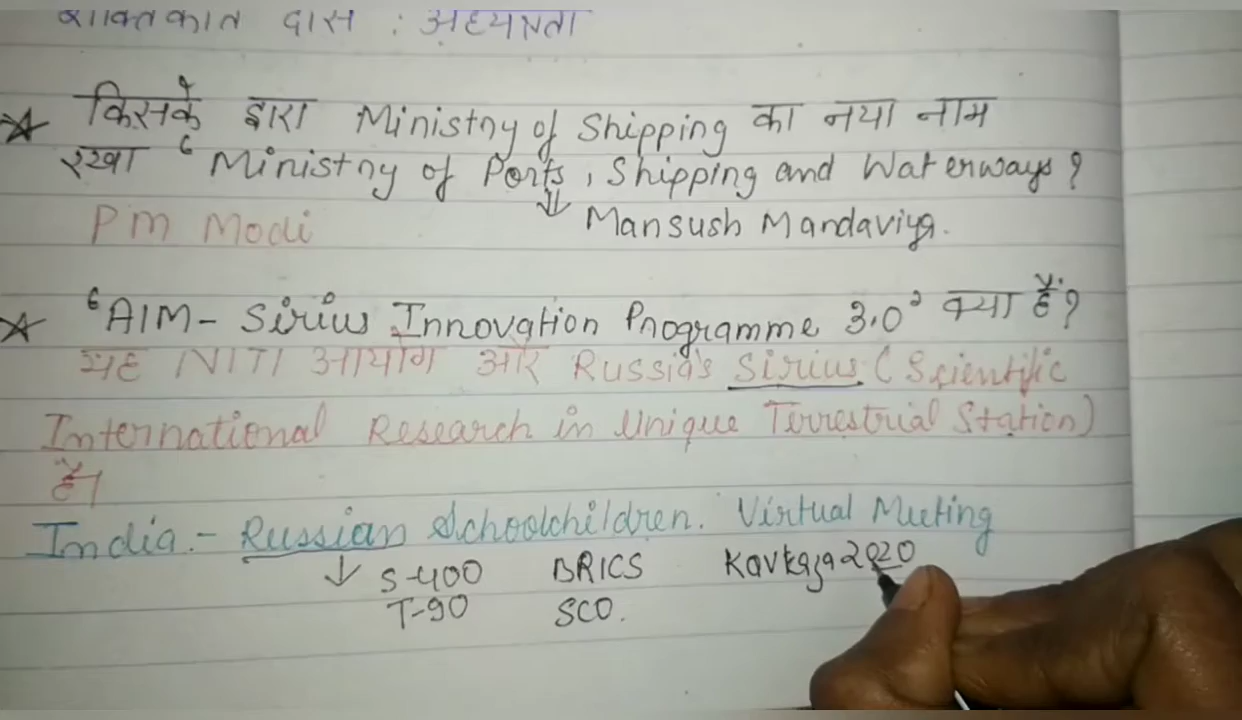 शक्तिकांत दास : अध्यक्षता
★ किसके द्वारा Ministry of Shipping का नया नाम
रखा ‘Ministry of Ports, Shipping and Waterways?
PM Modi ⇓ Mansush Mandaviya.
★ ‘AIM- Sirius Innovation Programme 3.0’ क्या हैं?
यह NITI आयोग और Russia's Sirius (Scientific
International Research in Unique Terrestrial Station)
है।
India - Russian Schoolchildren. Virtual Meeting
↓ S-400 BRICS Kavkaja 2020
T-90 SCO.